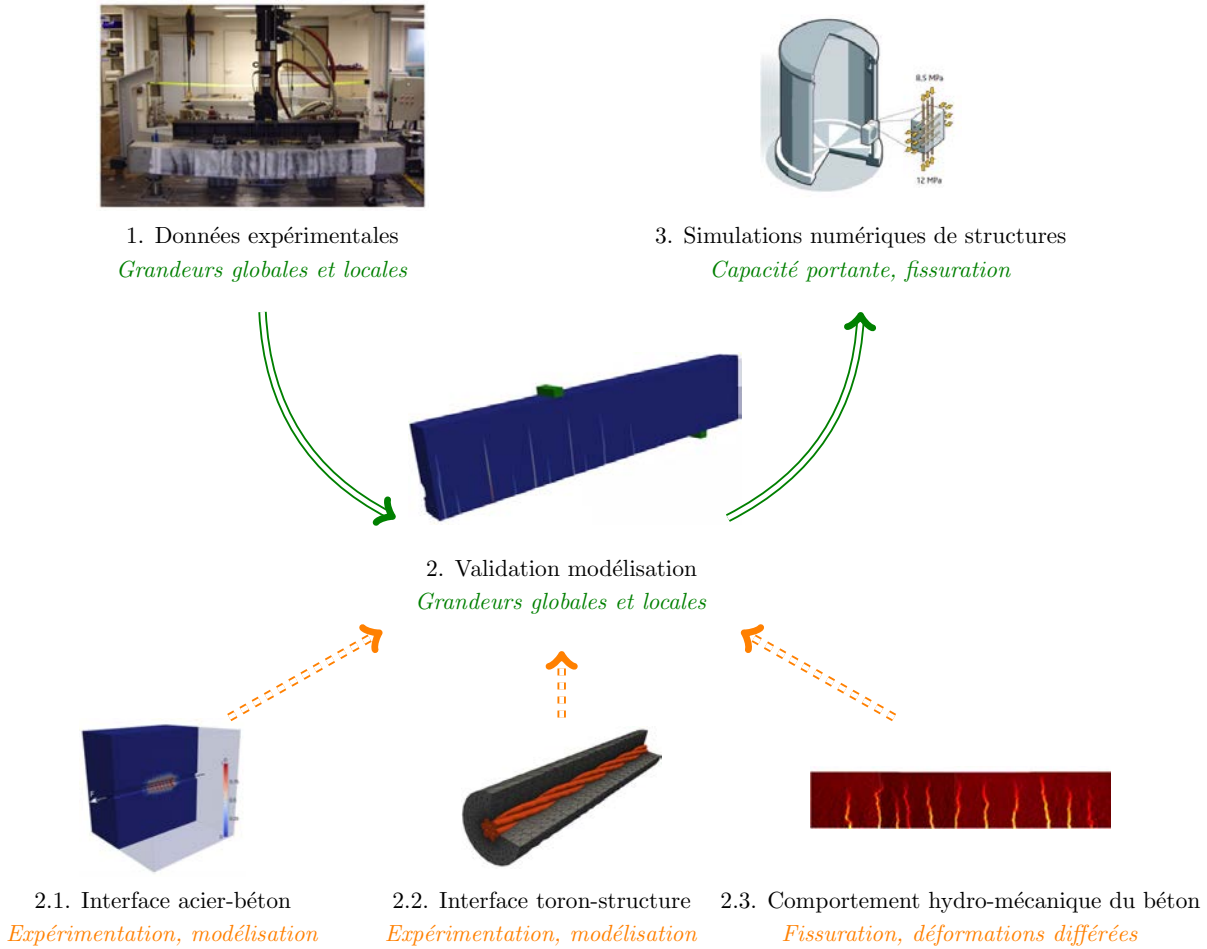 8,5 MPa
12 MPa
1. Données expérimentales
Grandeurs globales et locales
3. Simulations numériques de structures
Capacité portante, fissuration
2. Validation modélisation
Grandeurs globales et locales
2.1. Interface acier-béton
Expérimentation, modélisation
2.2. Interface toron-structure
Expérimentation, modélisation
2.3. Comportement hydro-mécanique du béton
Fissuration, déformations différées